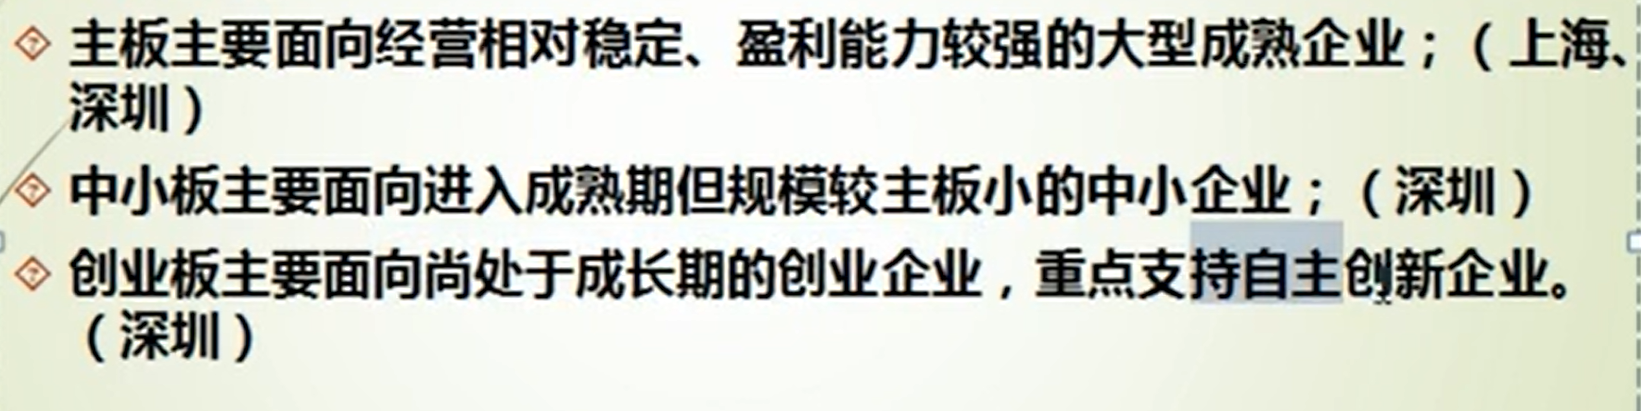 主板主要面向经营相对稳定、盈利能力较强的大型成熟企业；（上海、
深圳）
中小板主要面向进入成熟期但规模较主板小的中小企业；（深圳）
创业板主要面向尚处于成长期的创业企业，重点支持自主创新企业。
（深圳）